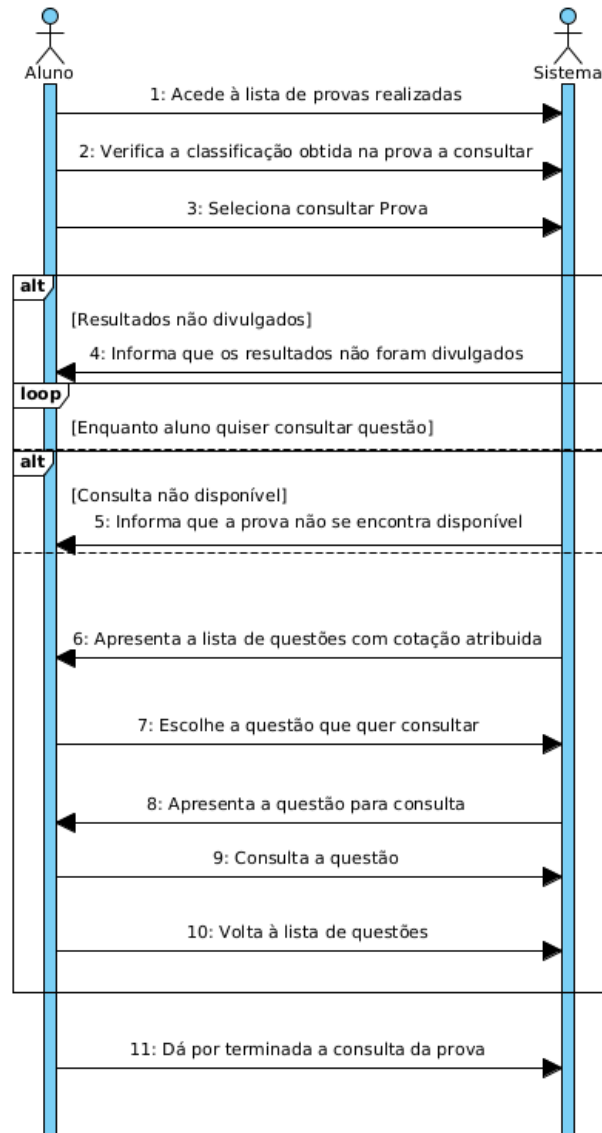 Aluno
Sistema
1: Acede à lista de provas realizadas
2: Verifica a classificação obtida na prova a consultar
3: Seleciona consultar Prova
alt
[Resultados não divulgados]
4: Informa que os resultados não foram divulgados
loop
[Enquanto aluno quiser consultar questão]
alt
[Consulta não disponível]
5: Informa que a prova não se encontra disponível
6: Apresenta a lista de questões com cotação atribuida
7: Escolhe a questão que quer consultar
8: Apresenta a questão para consulta
9: Consulta a questão
10: Volta à lista de questões
11: Dá por terminada a consulta da prova